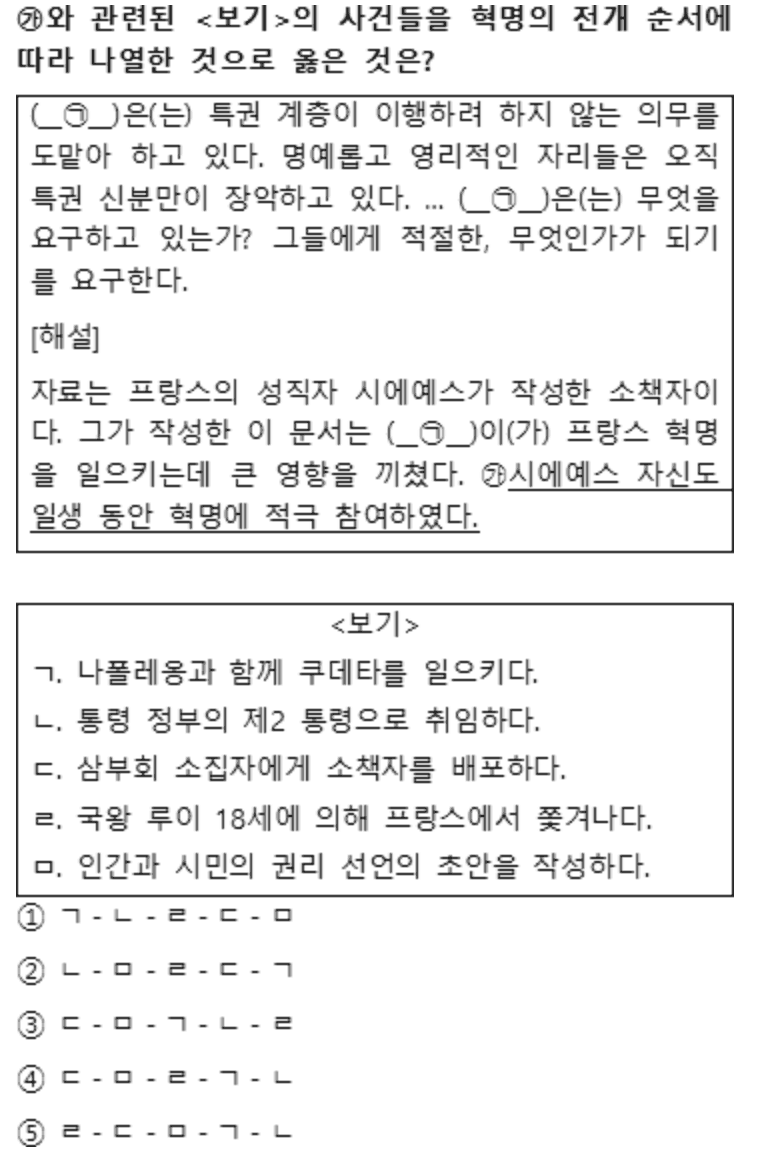 ㉮와 관련된 <보기>의 사건들을 혁명의 전개 순서에
따라 나열한 것으로 옳은 것은?
(_㉠_)은(는) 특권 계층이 이행하려 하지 않는 의무를
도맡아 하고 있다. 명예롭고 영리적인 자리들은 오직
특권 신분만이 장악하고 있다. ... (_㉠_)은(는) 무엇을
요구하고 있는가? 그들에게 적절한, 무엇인가가 되기
를 요구한다.
[해설]
자료는 프랑스의 성직자 시에예스가 작성한 소책자이
다. 그가 작성한 이 문서는 (_㉠_)이(가) 프랑스 혁명
을 일으키는데 큰 영향을 끼쳤다. ㉮시에예스 자신도
일생 동안 혁명에 적극 참여하였다.
<보기>
ㄱ. 나폴레옹과 함께 쿠데타를 일으키다.
ㄴ. 통령 정부의 제2 통령으로 취임하다.
ㄷ. 삼부회 소집자에게 소책자를 배포하다.
ㄹ. 국왕 루이 18세에 의해 프랑스에서 쫓겨나다.
ㅁ. 인간과 시민의 권리 선언의 초안을 작성하다.
① ㄱ - ㄴ - ㄹ - ㄷ - ㅁ
② ㄴ - ㅁ - ㄹ - ㄷ - ㄱ
③ ㄷ - ㅁ - ㄱ - ㄴ - ㄹ
④ ㄷ - ㅁ - ㄹ - ㄱ - ㄴ
⑤ ㄹ - ㄷ - ㅁ - ㄱ - ㄴ